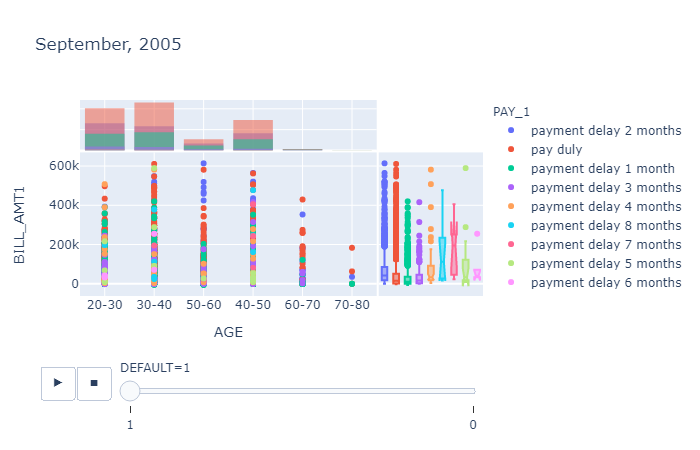 September, 2005
PAY_1
payment delay 2 months
pay duly
payment delay 1 month
payment delay 3 months
payment delay 4 months
payment delay 8 months
payment delay 7 months
payment delay 5 months
payment delay 6 months
BILL_AMT1
600k
400k
200k
0
20-30 30-40 50-60 40-50 60-70 70-80
AGE
DEFAULT=1
1 0